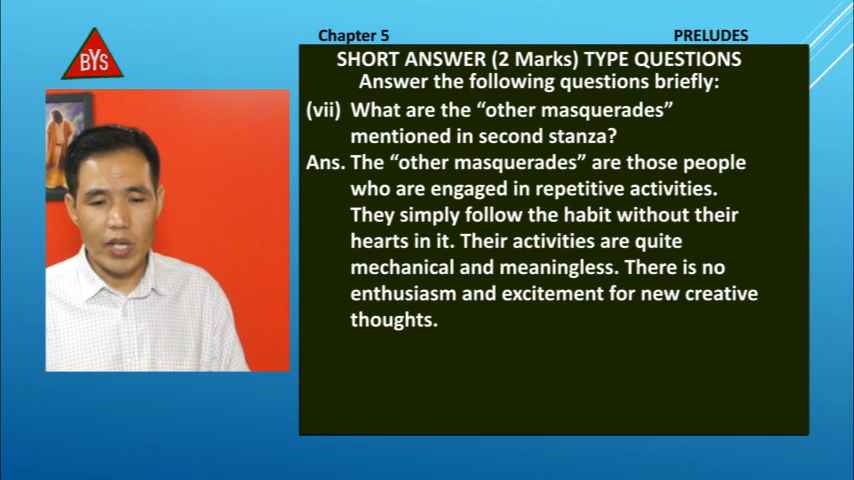 BYS
Chapter 5
PRELUDES
SHORT ANSWER (2 Marks) TYPE QUESTIONS
Answer the following questions briefly:
(vii) What are the “other masquerades”
mentioned in second stanza?
Ans. The “other masquerades” are those people
who are engaged in repetitive activities.
They simply follow the habit without their
hearts in it. Their activities are quite
mechanical and meaningless. There is no
enthusiasm and excitement for new creative
thoughts.